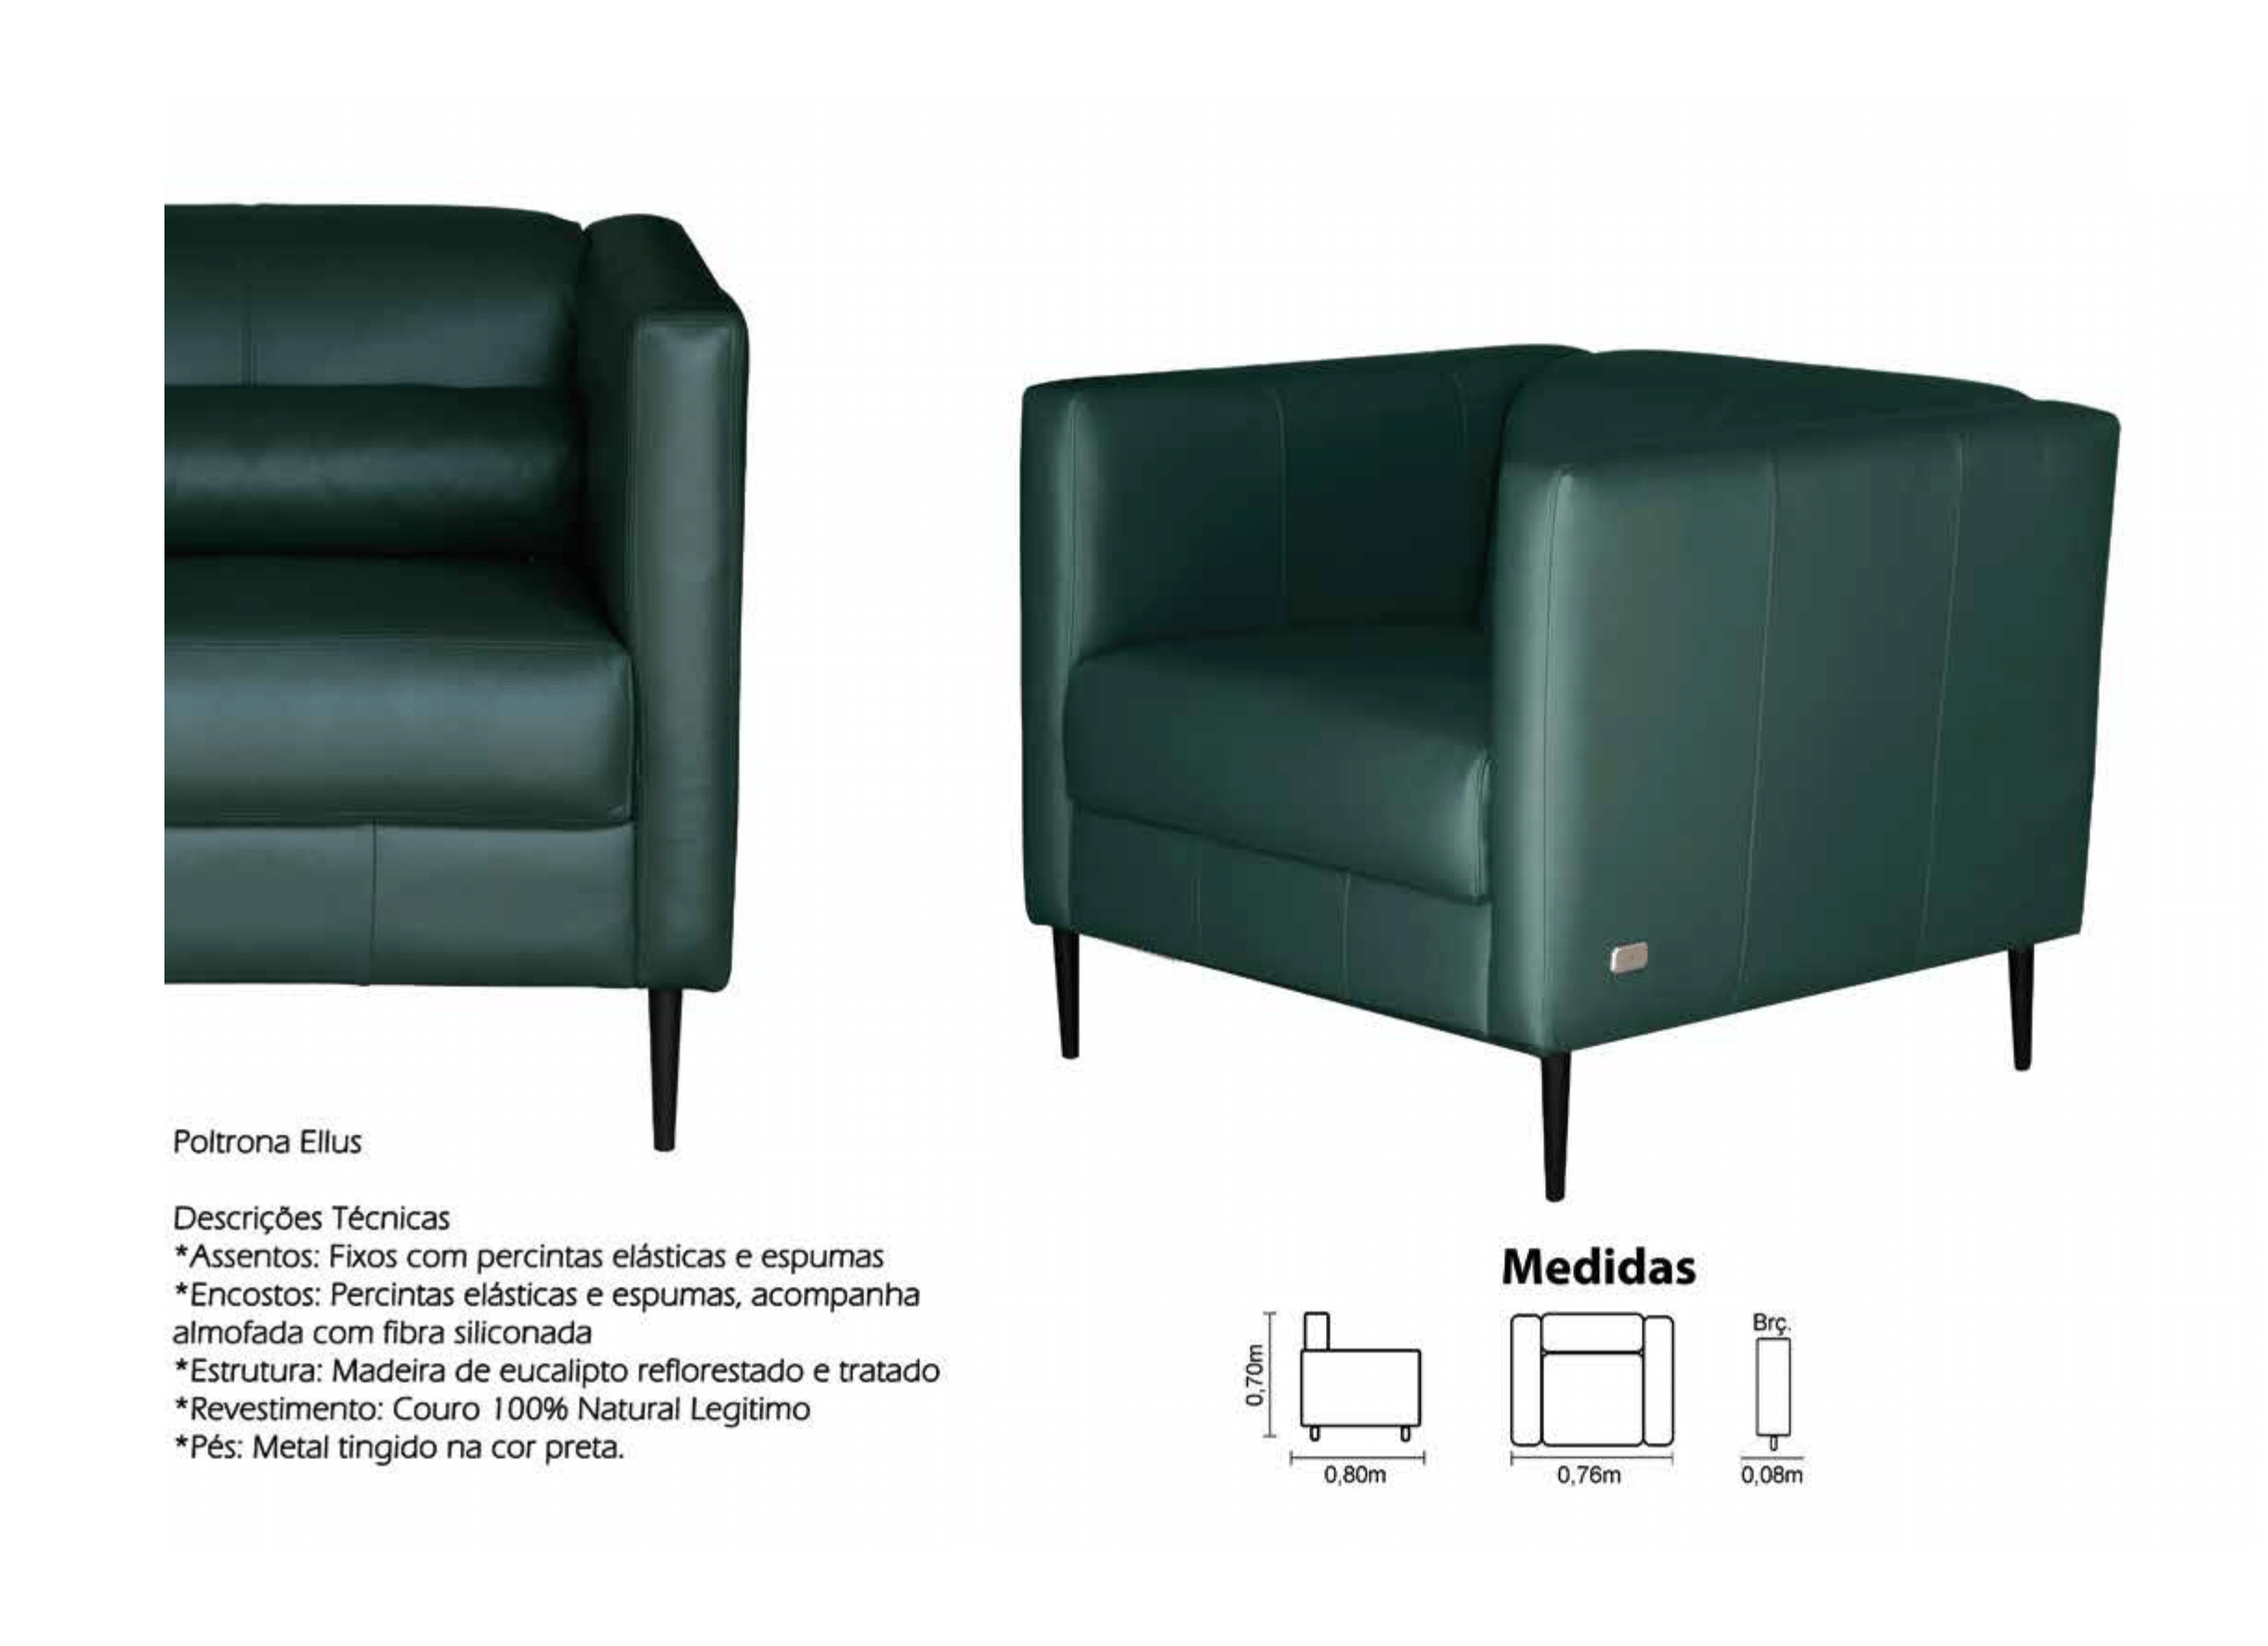 Poltrona Ellus
Descrições Técnicas
*Assentos: Fixos com percintas elásticas e espumas
*Encostos: Percintas elásticas e espumas, acompanha
almofada com fibra siliconada
*Estrutura: Madeira de eucalipto reflorestado e tratado
*Revestimento: Couro 100% Natural Legitimo
*Pés: Metal tingido na cor preta.
Medidas
0,70m
0,80m
0,76m
Brç.
0,08m